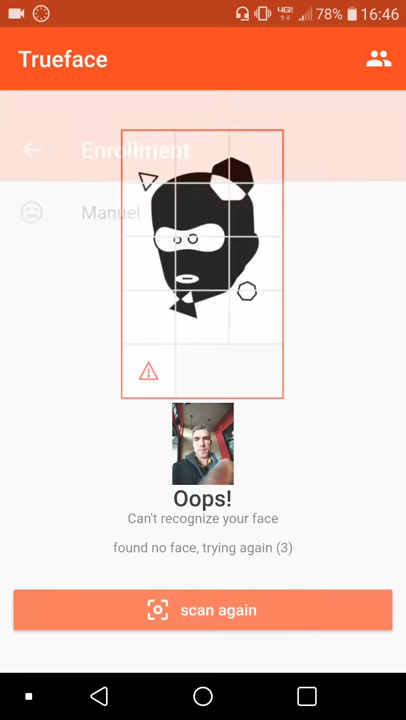 78% 16:46
Trueface
Enrollment
Manuel
Oops!
Can't recognize your face
found no face, trying again (3)
scan again